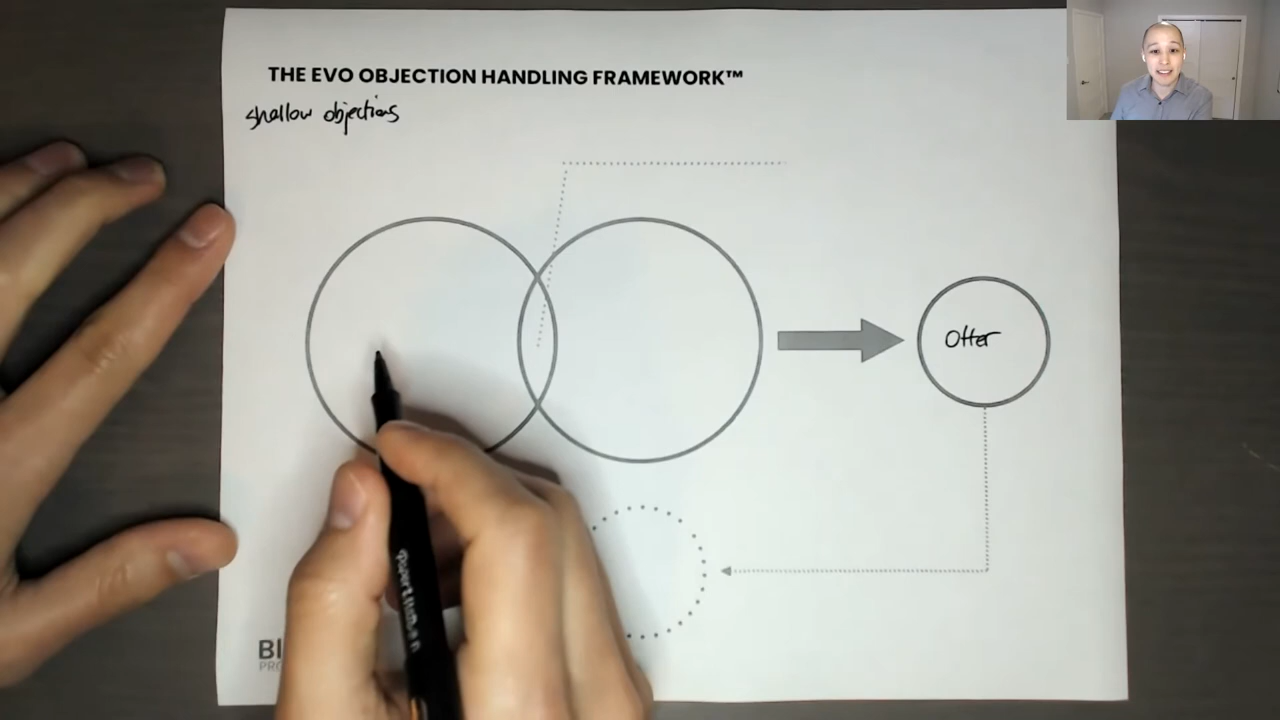 THE EVO OBJECTION HANDLING FRAMEWORK™
shallow objections
Offer